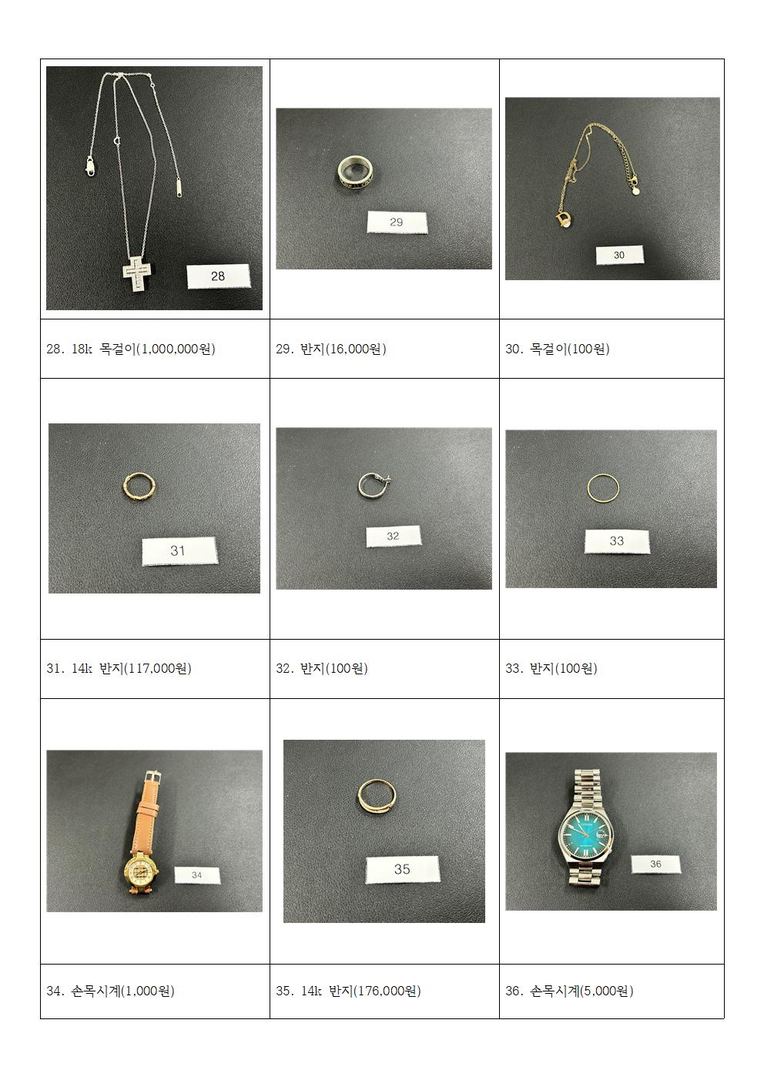 28
29
30
28. 18k 목걸이(1,000,000원)
29. 반지(16,000원)
30. 목걸이(100원)
31
32
33
31. 14k 반지(117,000원)
32. 반지(100원)
33. 반지(100원)
34
35
36
34. 손목시계(1,000원)
35. 14k 반지(176,000원)
36. 손목시계(5,000원)